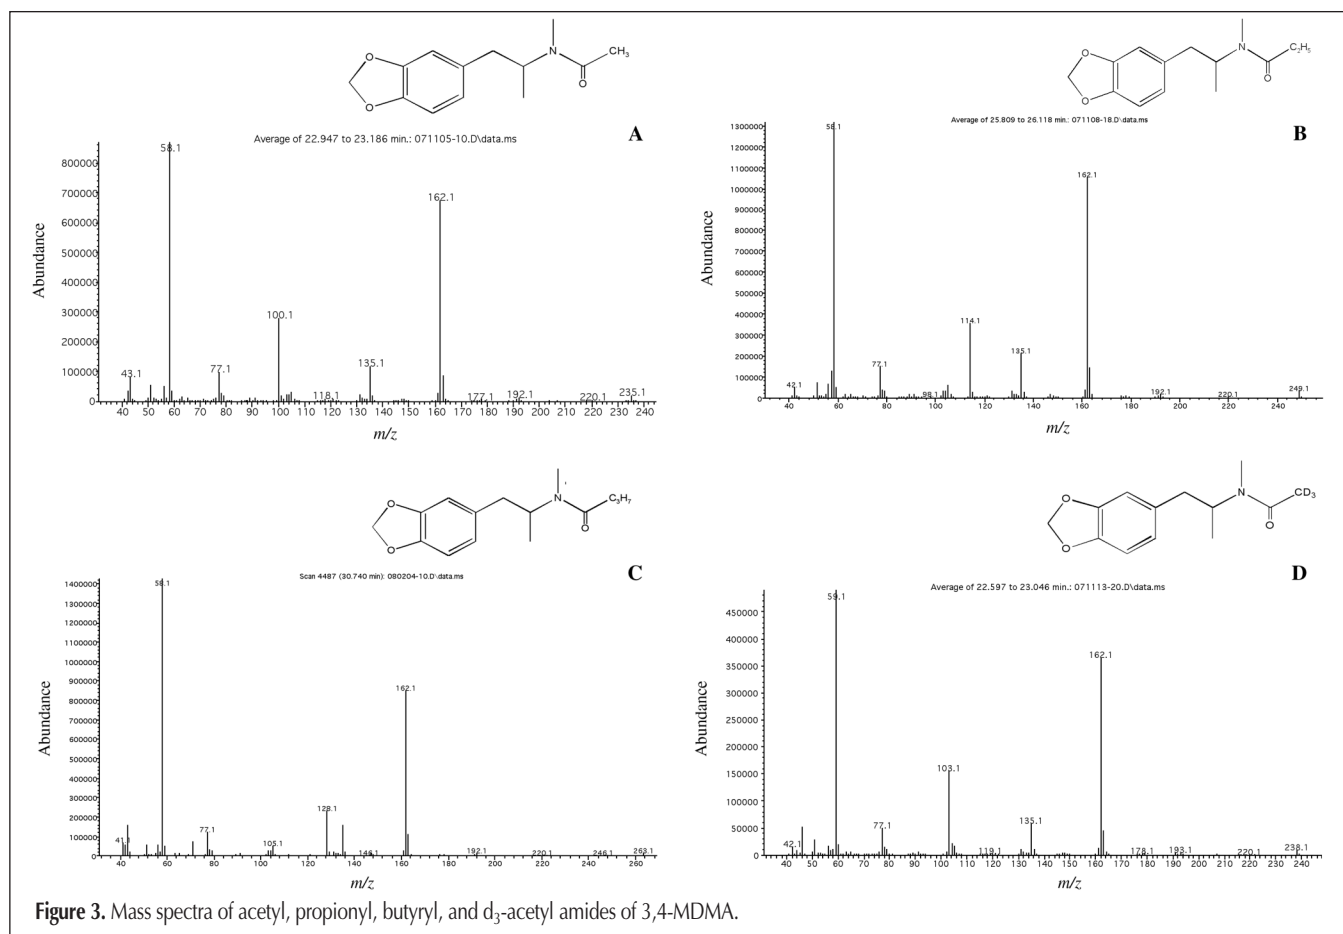 O
O
N
O
CH3
Average of 22.947 to 23.186 min.: 071105-10.D\data.ms
A
Abundance
800000
700000
600000
500000
400000
300000
200000
100000
0
58.1
162.1
100.1
135.1
77.1
43.1
118.1
177.1
192.1
220.1
235.1
40 50 60 70 80 90 100 110 120 130 140 150 160 170 180 190 200 210 220 230 240
m/z
O
O
N
O
C2H5
Average of 25.809 to 26.118 min.: 071108-18.D\data.ms
B
Abundance
1300000
1200000
1100000
1000000
900000
800000
700000
600000
500000
400000
300000
200000
100000
0
58.1
162.1
114.1
135.1
77.1
42.1
98.1
192.1
220.1
249.1
40 60 80 100 120 140 160 180 200 220 240
m/z
O
O
N
O
C3H7
Scan 4487 (30.740 min): 080204-10.D\data.ms
C
Abundance
1400000
1300000
1200000
1100000
1000000
900000
800000
700000
600000
500000
400000
300000
200000
100000
0
58.1
162.1
128.1
77.1
41.1
105.1
146.1
192.1
220.1
246.1
263.1
40 60 80 100 120 140 160 180 200 220 240 260
m/z
O
O
N
O
CD3
Average of 22.597 to 23.046 min.: 071113-20.D\data.ms
D
Abundance
450000
400000
350000
300000
250000
200000
150000
100000
50000
0
59.1
162.1
103.1
135.1
77.1
42.1
119.1
178.1
193.1
220.1
238.1
40 50 60 70 80 90 100 110 120 130 140 150 160 170 180 190 200 210 220 230 240
m/z
Figure 3. Mass spectra of acetyl, propionyl, butyryl, and d3-acetyl amides of 3,4-MDMA.